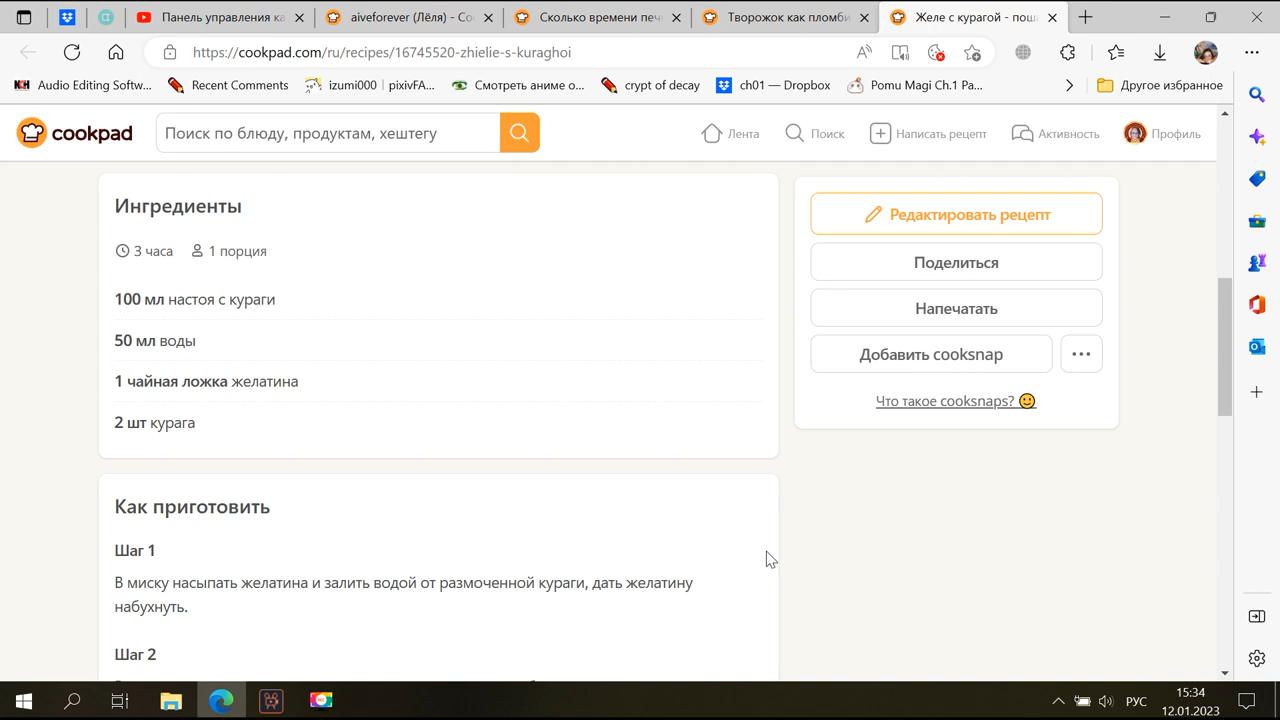 Панель управления ка
aiveforever (Лёля) - Co
Сколько времени печ
Творожок как пломби
Желе с курагой - пош
https://cookpad.com/ru/recipes/16745520-zhielie-s-kuraghoi
Audio Editing Softw...
Recent Comments
izumi000 | pixivFA...
Смотреть аниме о...
crypt of decay
ch01 — Dropbox
Pomu Magi Ch.1 Pa...
Другое избранное
cookpad
Поиск по блюду, продуктам, хештегу
Лента
Поиск
Написать рецепт
Активность
Профиль
Ингредиенты
3 часа 1 порция
100 мл настоя с кураги
50 мл воды
1 чайная ложка желатина
2 шт курага
Редактировать рецепт
Поделиться
Напечатать
Добавить cooksnap
Что такое cooksnaps?
Как приготовить
Шаг 1
В миску насыпать желатина и залить водой от размоченной кураги, дать желатину
набухнуть.
Шаг 2
РУС
15:34
12.01.2023